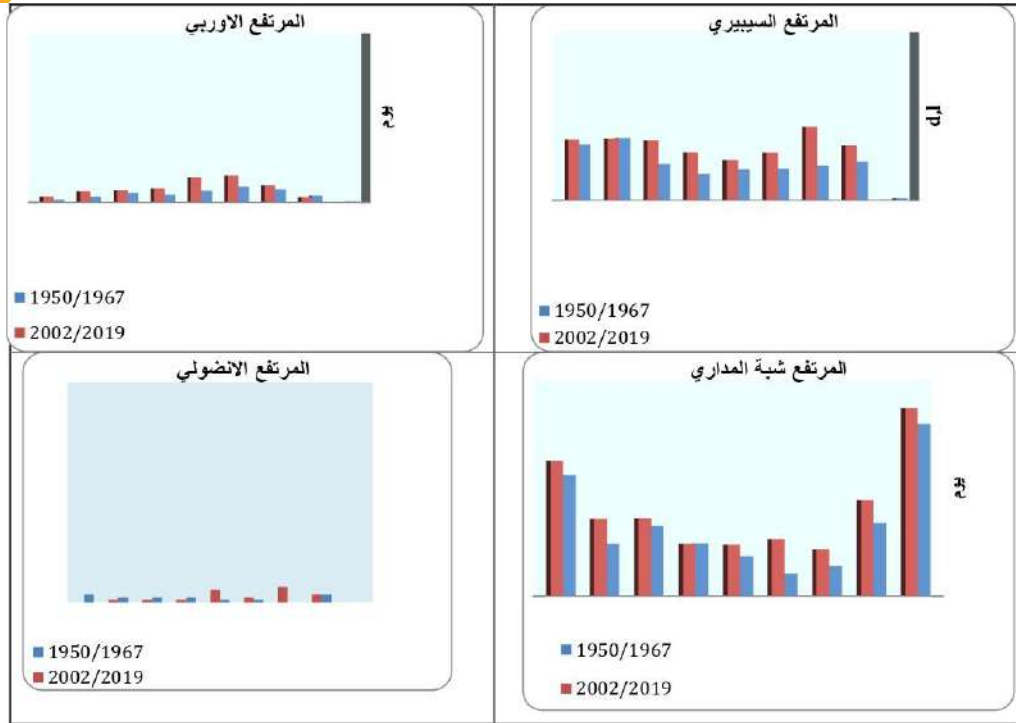 المرتفع السيبيري
ا,d
1950/1967
2002/2019
المرتفع الاوربي
يوم
1950/1967
2002/2019
المرتفع شبة المداري
يوم
1950/1967
2002/2019
المرتفع الانضولي
1950/1967
2002/2019